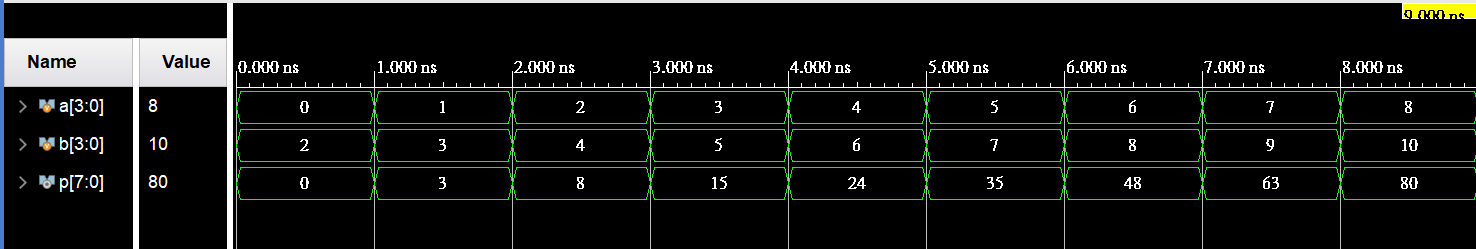 9.000 ns
Name Value
0.000 ns 1.000 ns 2.000 ns 3.000 ns 4.000 ns 5.000 ns 6.000 ns 7.000 ns 8.000 ns
a[3:0] 8 0 1 2 3 4 5 6 7 8
b[3:0] 10 2 3 4 5 6 7 8 9 10
p[7:0] 80 0 3 8 15 24 35 48 63 80